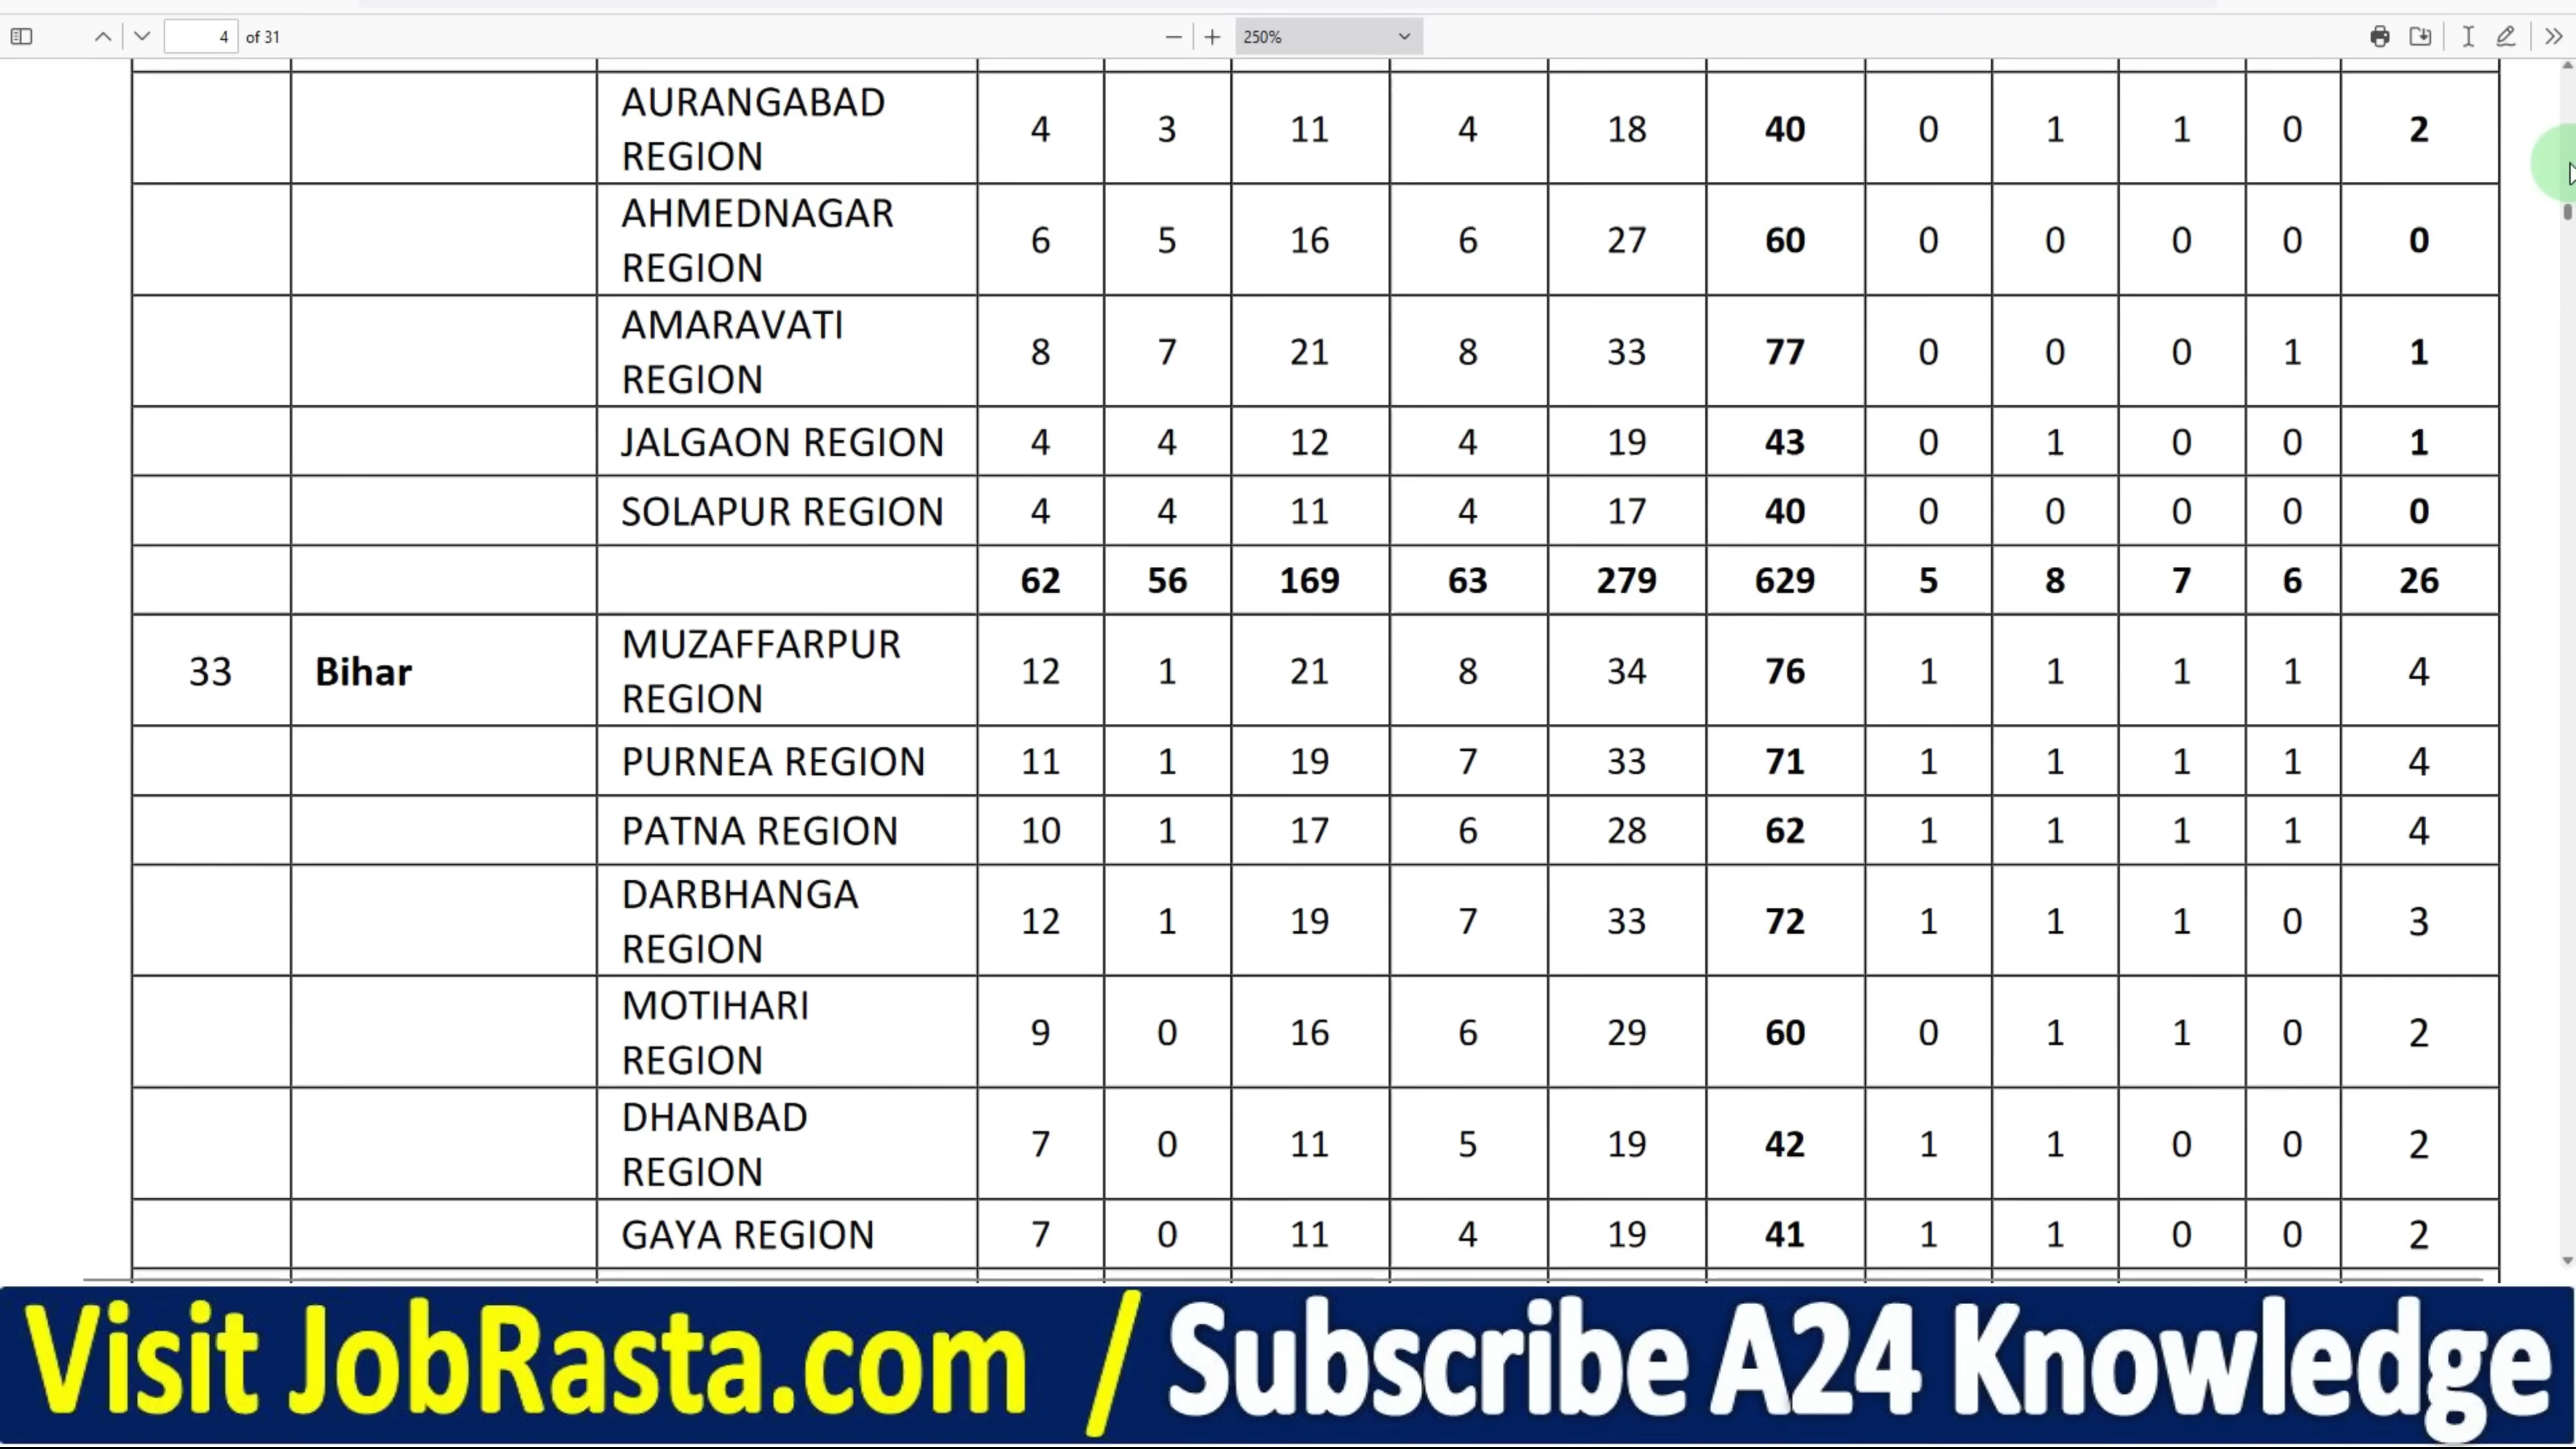 4 of 31 250%
AURANGABAD
REGION 4 3 11 4 18 40 0 1 1 0 2
AHMEDNAGAR
REGION 6 5 16 6 27 60 0 0 0 0 0
AMARAVATI
REGION 8 7 21 8 33 77 0 0 0 1 1
JALGAON REGION 4 4 12 4 19 43 0 1 0 0 1
SOLAPUR REGION 4 4 11 4 17 40 0 0 0 0 0
62 56 169 63 279 629 5 8 7 6 26
33 Bihar MUZAFFARPUR
REGION 12 1 21 8 34 76 1 1 1 1 4
PURNEA REGION 11 1 19 7 33 71 1 1 1 1 4
PATNA REGION 10 1 17 6 28 62 1 1 1 1 4
DARBHANGA
REGION 12 1 19 7 33 72 1 1 1 0 3
MOTIHARI
REGION 9 0 16 6 29 60 0 1 1 0 2
DHANBAD
REGION 7 0 11 5 19 42 1 1 0 0 2
GAYA REGION 7 0 11 4 19 41 1 1 0 0 2
Visit JobRasta.com / Subscribe A24 Knowledge